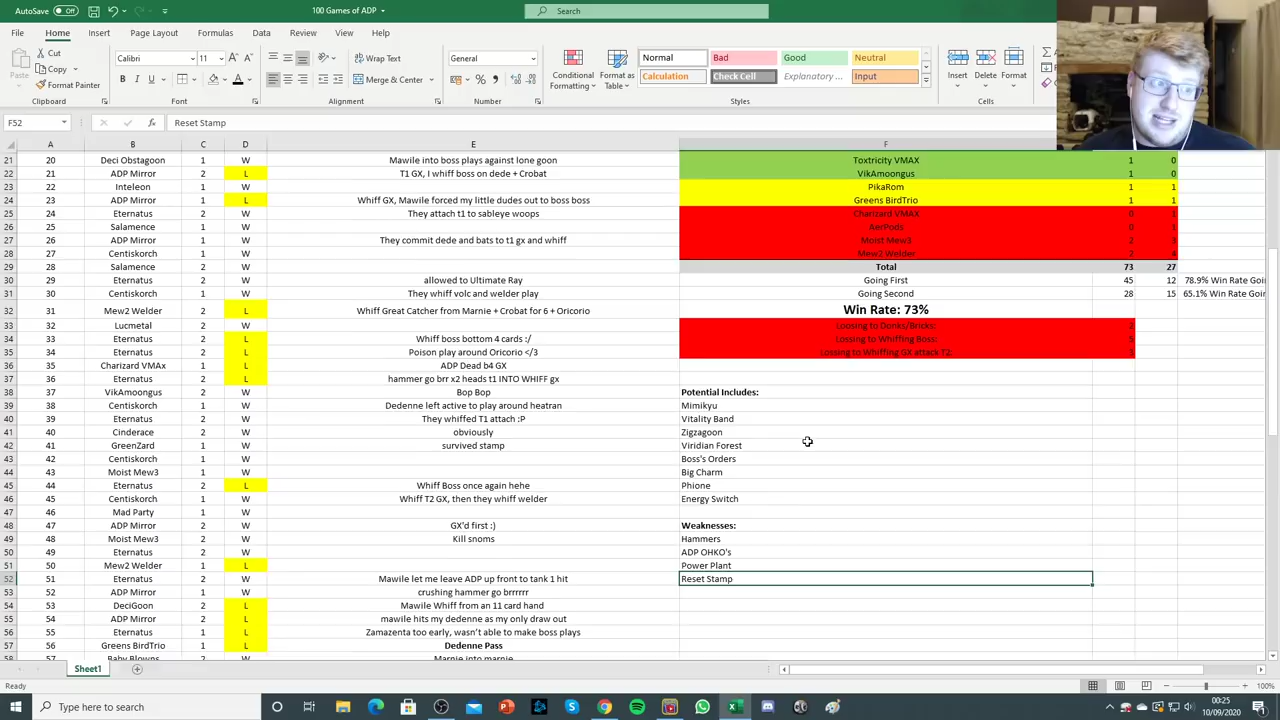 AutoSave Off 100 Games of ADP Search
File Home Insert Page Layout Formulas Data Review View Help
Paste Cut Copy Format Painter Clipboard
Calibri 11 B I U Font
Wrap Text Merge & Center Alignment
General % Number
Conditional Formatting Format as Table
Normal Bad Good Neutral
Calculation Check Cell Explanatory ... Input
Styles
Insert Delete Format Cells
F52 fx Reset Stamp
A B C D E F
21 20 Deci Obstagoon 1 W Mawile into boss plays against lone goon Toxtricity VMAX 1 0
22 21 ADP Mirror 2 L T1 GX, I whiff boss on dede + Crobat VikAmoongus 1 0
23 22 Inteleon 1 W PikaRom 1 1
24 23 ADP Mirror 1 L Whiff GX, Mawile forced my little dudes out to boss boss Greens BirdTrio 1 1
25 24 Eternatus 2 W They attach t1 to sableye woops Charizard VMAX 0 1
26 25 Salamence 1 W AerPods 0 1
27 26 ADP Mirror 1 W They commit dede and bats to t1 gx and whiff Moist Mew3 2 3
28 27 Centiskorch 1 W Mew2 Welder 2 4
29 28 Salamence 2 W Total 73 27
30 29 Eternatus 2 W allowed to Ultimate Ray Going First 45 12 78.9% Win Rate Goin
31 30 Centiskorch 1 W They whiff volc and welder play Going Second 28 15 65.1% Win Rate Goin
32 31 Mew2 Welder 2 L Whiff Great Catcher from Marnie + Crobat for 6 + Oricorio Win Rate: 73%
33 32 Lucmetal 2 W Loosing to Donks/Bricks: 2
34 33 Eternatus 1 L Whiff boss bottom 4 cards :/ Lossing to Whiffing Boss: 5
35 34 Eternatus 2 L Poison play around Oricorio </3 Lossing to Whiffing GX attack T2: 3
36 35 Charizard VMAx 1 L ADP Dead b4 GX
37 36 Eternatus 2 L hammer go brr x2 heads t1 INTO WHIFF gx
38 37 VikAmoongus 2 W Bop Bop Potential Includes:
39 38 Centiskorch 1 W Dedenne left active to play around heatran Mimikyu
40 39 Eternatus 2 W They whiffed T1 attach :P Vitality Band
41 40 Cinderace 2 W obviously Zigzagoon
42 41 GreenZard 1 W survived stamp Viridian Forest
43 42 Centiskorch 1 W Boss's Orders
44 43 Moist Mew3 1 W Big Charm
45 44 Eternatus 2 L Whiff Boss once again hehe Phione
46 45 Centiskorch 1 W Whiff T2 GX, then they whiff welder Energy Switch
47 46 Mad Party 1 W
48 47 ADP Mirror 2 W GX'd first :) Weaknesses:
49 48 Moist Mew3 2 W Kill snoms Hammers
50 49 Eternatus 2 W ADP OHKO's
51 50 Mew2 Welder 1 L Power Plant
52 51 Eternatus 2 W Mawile let me leave ADP up front to tank 1 hit Reset Stamp
53 52 ADP Mirror 1 W crushing hammer go brrrrrr
54 53 DeciGoon 2 L Mawile Whiff from an 11 card hand
55 54 ADP Mirror 2 L mawile hits my dedenne as my only draw out
56 55 Eternatus 1 L Zamazenta too early, wasn't able to make boss plays
57 56 Greens BirdTrio 1 L Dedenne Pass
58 57 Baby Blowns 2 W Marnie into marnie
Sheet1
Ready 100%
Type here to search 00:25
10/09/2020